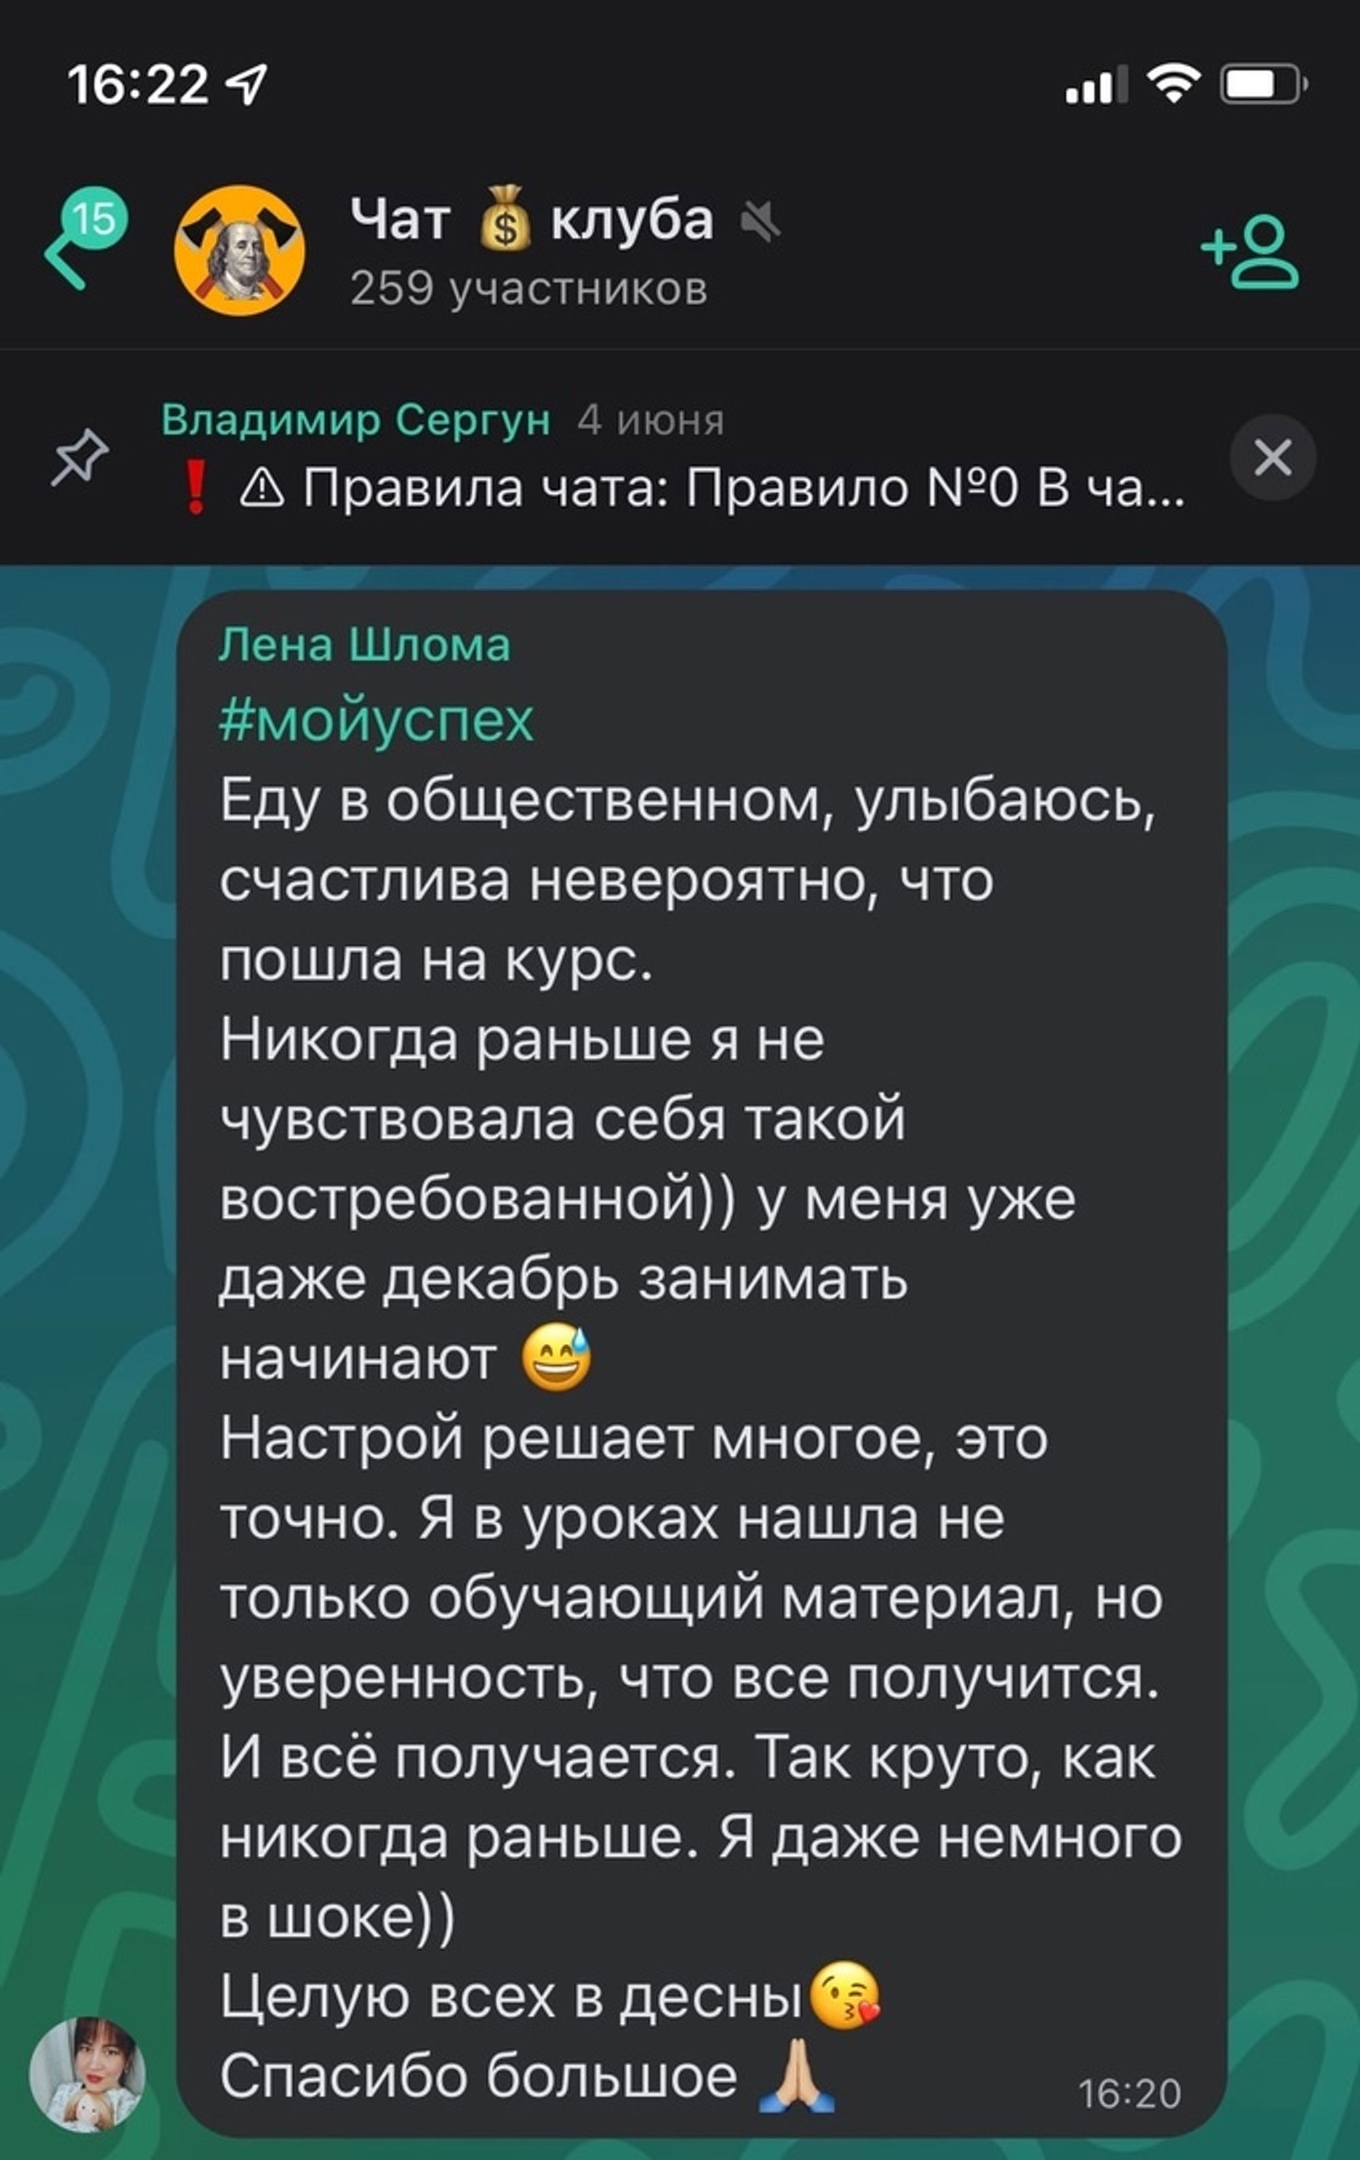 16:22
15
Чат 💰 клуба
259 участников
Владимир Сергун 4 июня
❗ ⚠ Правила чата: Правило №0 В ча...
Лена Шлома
#мойуспех
Еду в общественном, улыбаюсь,
счастлива невероятно, что
пошла на курс.
Никогда раньше я не
чувствовала себя такой
востребованной)) у меня уже
даже декабрь занимать
начинают 😅
Настрой решает многое, это
точно. Я в уроках нашла не
только обучающий материал, но
уверенность, что все получится.
И всё получается. Так круто, как
никогда раньше. Я даже немного
в шоке))
Целую всех в десны😘
Спасибо большое 🙏🏼
16:20